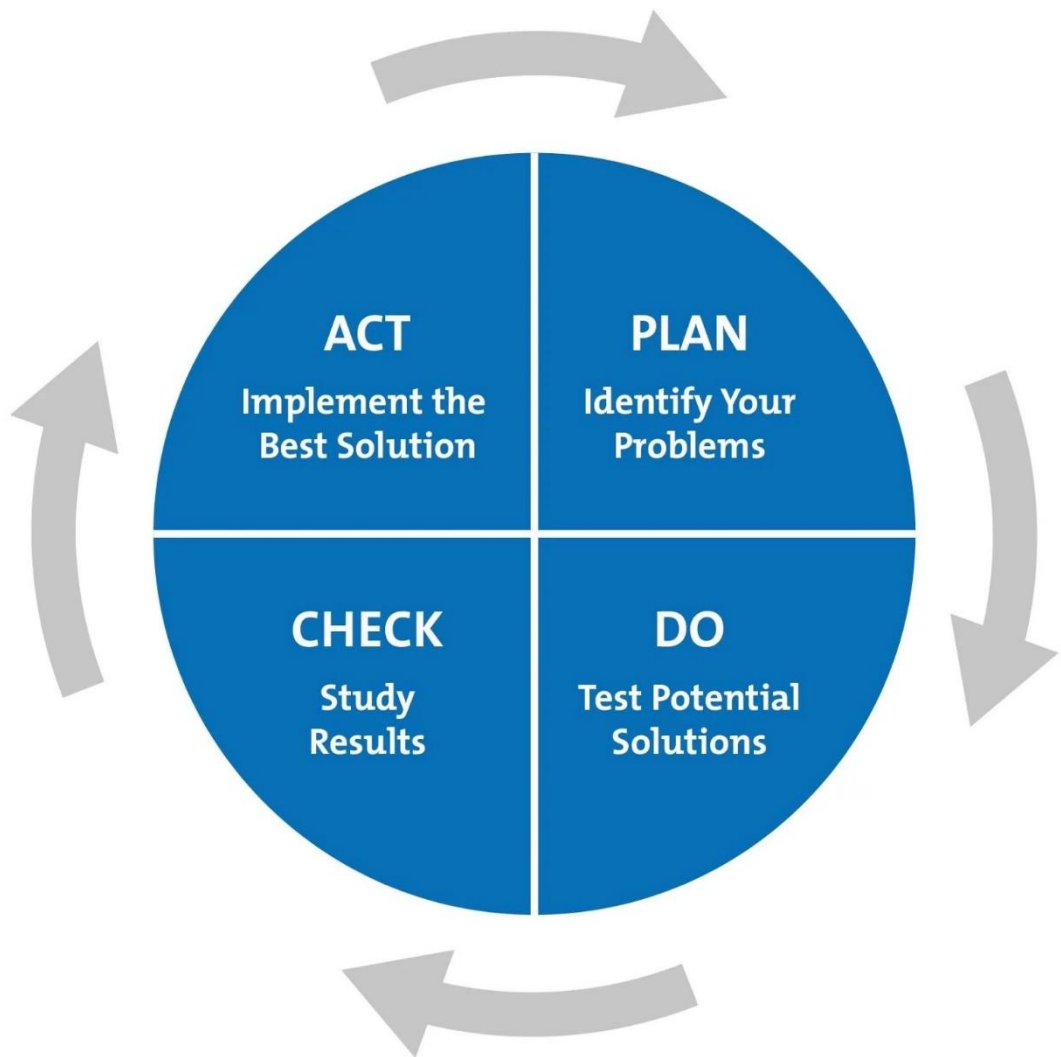 ACT
Implement the
Best Solution
PLAN
Identify Your
Problems
CHECK
Study
Results
DO
Test Potential
Solutions